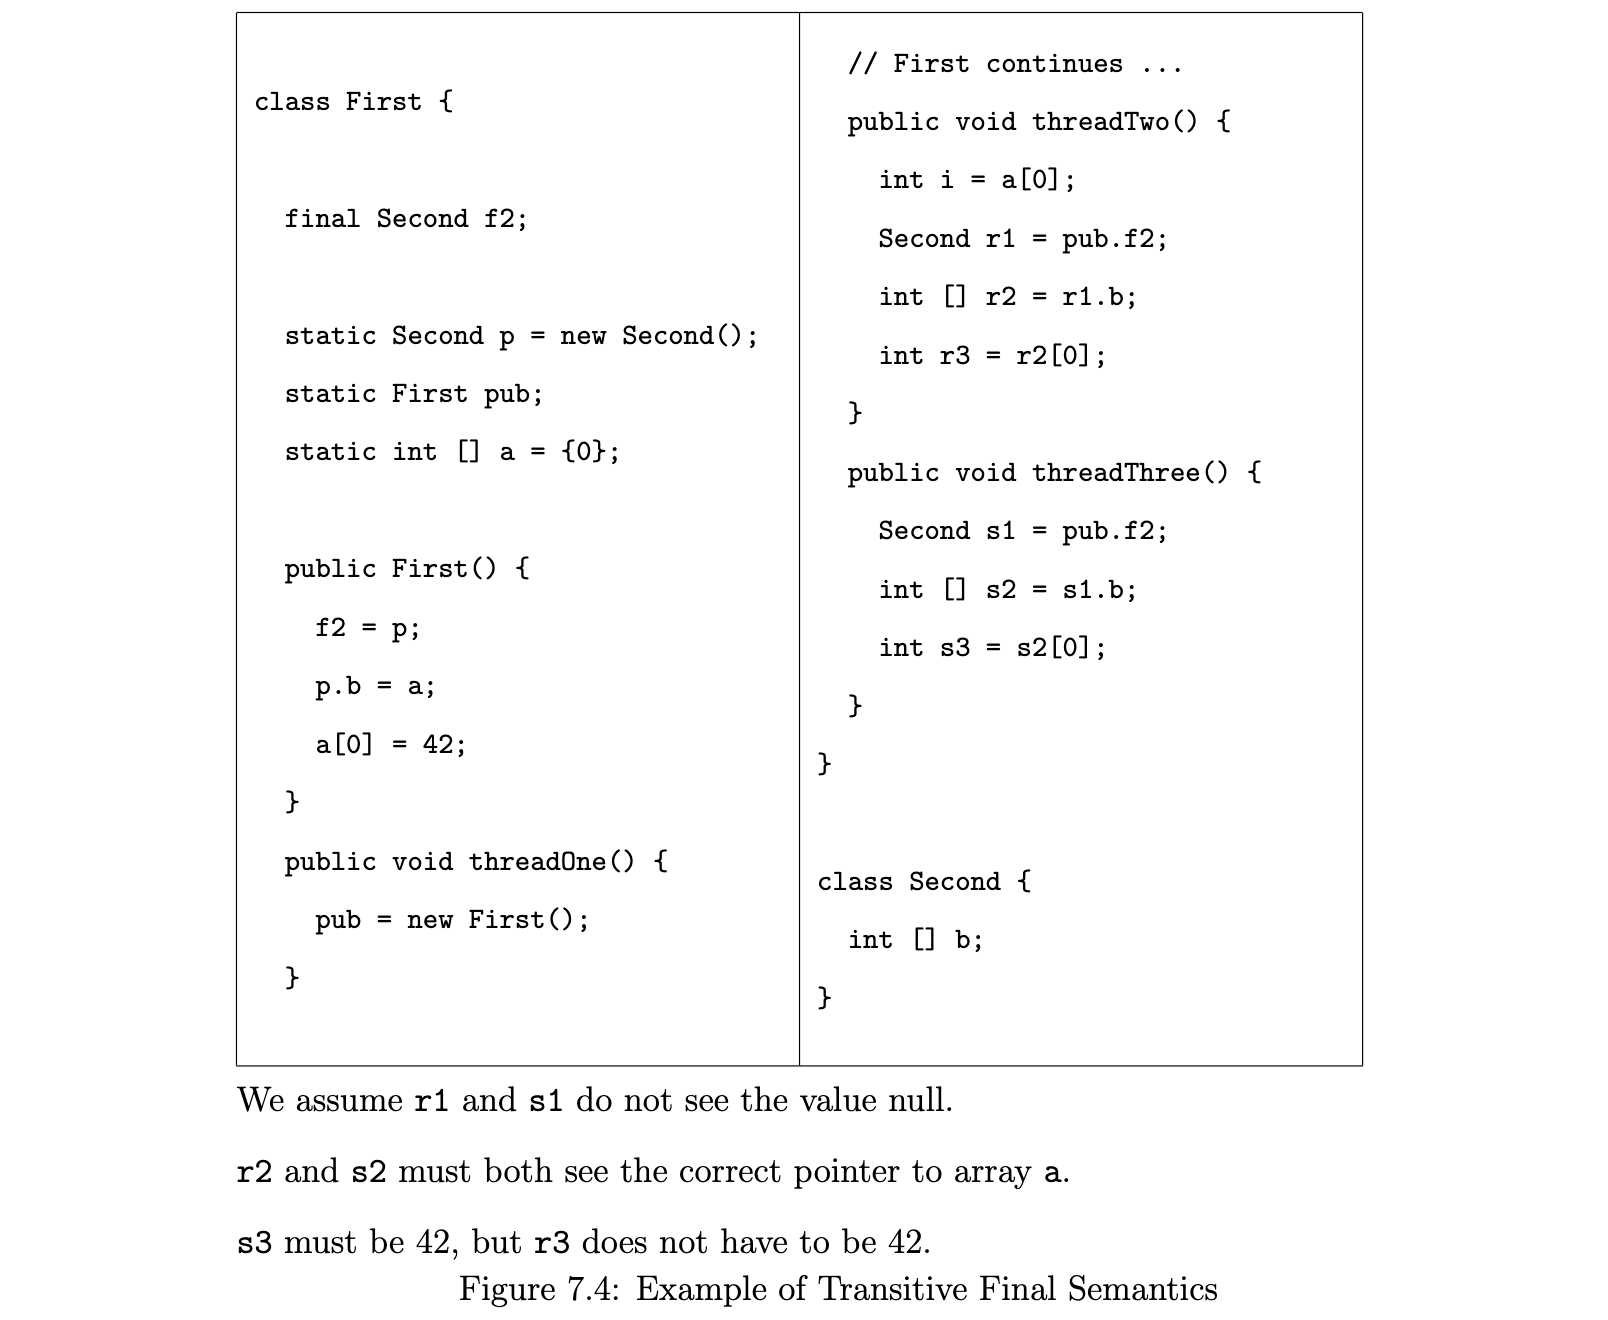 class First {
final Second f2;
static Second p = new Second();
static First pub;
static int [] a = {0};
public First() {
f2 = p;
p.b = a;
a[0] = 42;
}
public void threadOne() {
pub = new First();
}
// First continues ...
public void threadTwo() {
int i = a[0];
Second r1 = pub.f2;
int [] r2 = r1.b;
int r3 = r2[0];
}
public void threadThree() {
Second s1 = pub.f2;
int [] s2 = s1.b;
int s3 = s2[0];
}
}
class Second {
int [] b;
}
We assume r1 and s1 do not see the value null.
r2 and s2 must both see the correct pointer to array a.
s3 must be 42, but r3 does not have to be 42.
Figure 7.4: Example of Transitive Final Semantics